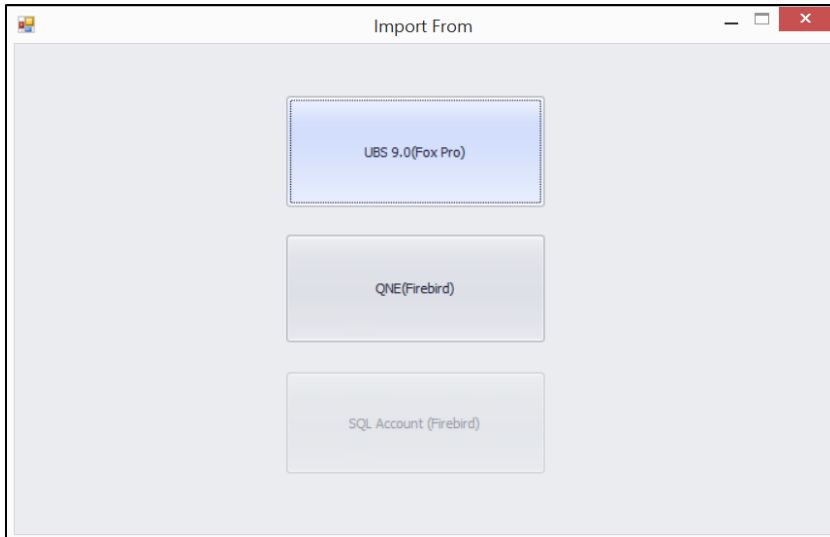 Import From
UBS 9.0(Fox Pro)
QNE(Firebird)
SQL Account (Firebird)